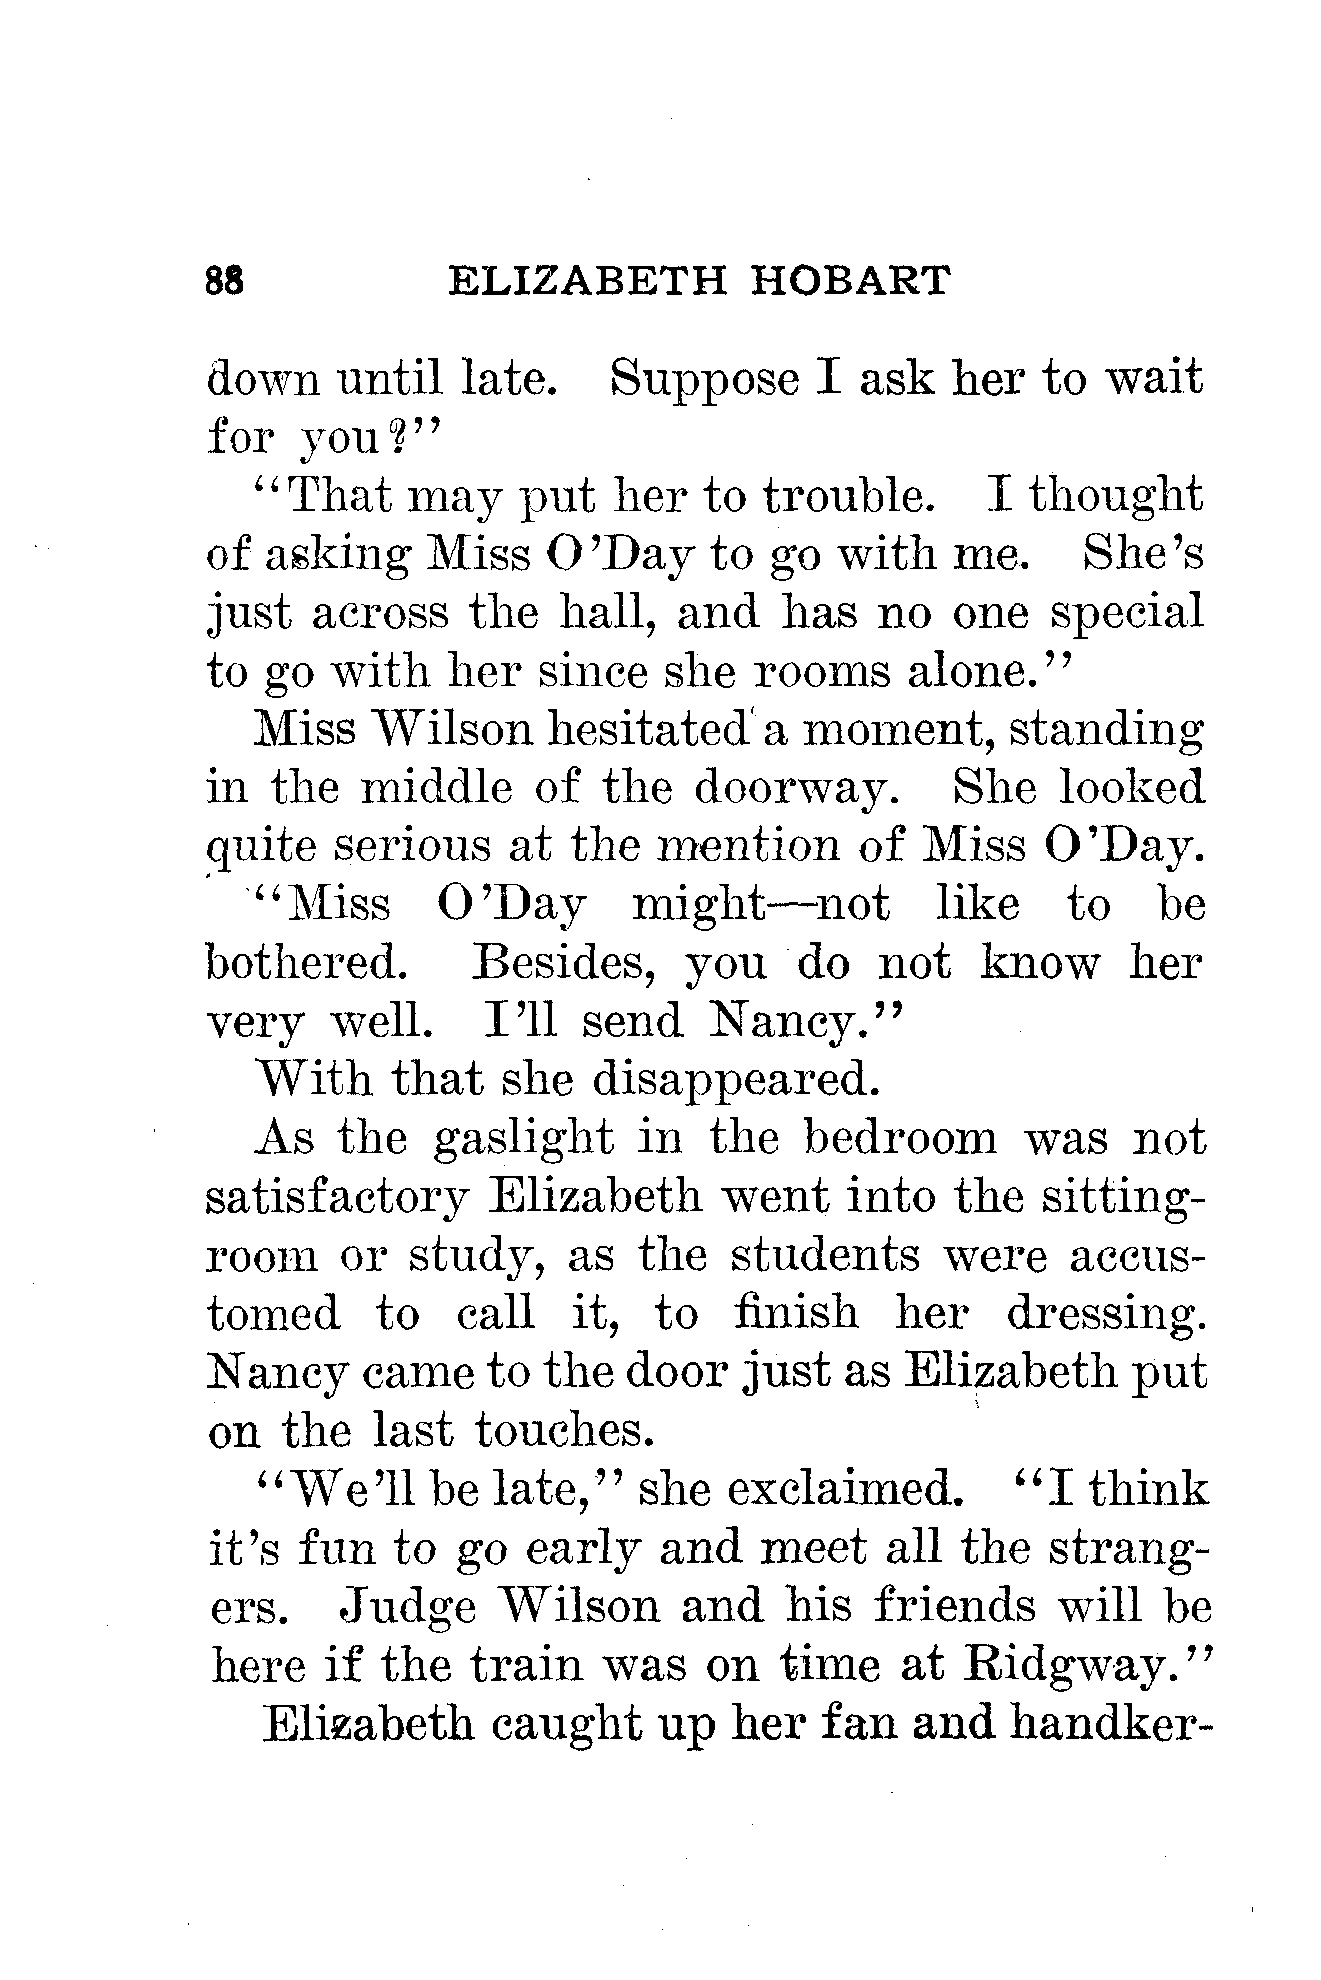 88 ELIZABETH HOBART
down until late. Suppose I ask her to wait
for you?"
"That may put her to trouble. I thought
of asking Miss O'Day to go with me. She's
just across the hall, and has no one special
to go with her since she rooms alone."
Miss Wilson hesitated a moment, standing
in the middle of the doorway. She looked
quite serious at the mention of Miss O'Day.
"Miss O'Day might—not like to be
bothered. Besides, you do not know her
very well. I'll send Nancy."
With that she disappeared.
As the gaslight in the bedroom was not
satisfactory Elizabeth went into the sitting-
room or study, as the students were accus-
tomed to call it, to finish her dressing.
Nancy came to the door just as Elizabeth put
on the last touches.
"We'll be late," she exclaimed. "I think
it's fun to go early and meet all the strang-
ers. Judge Wilson and his friends will be
here if the train was on time at Ridgway."
Elizabeth caught up her fan and handker-